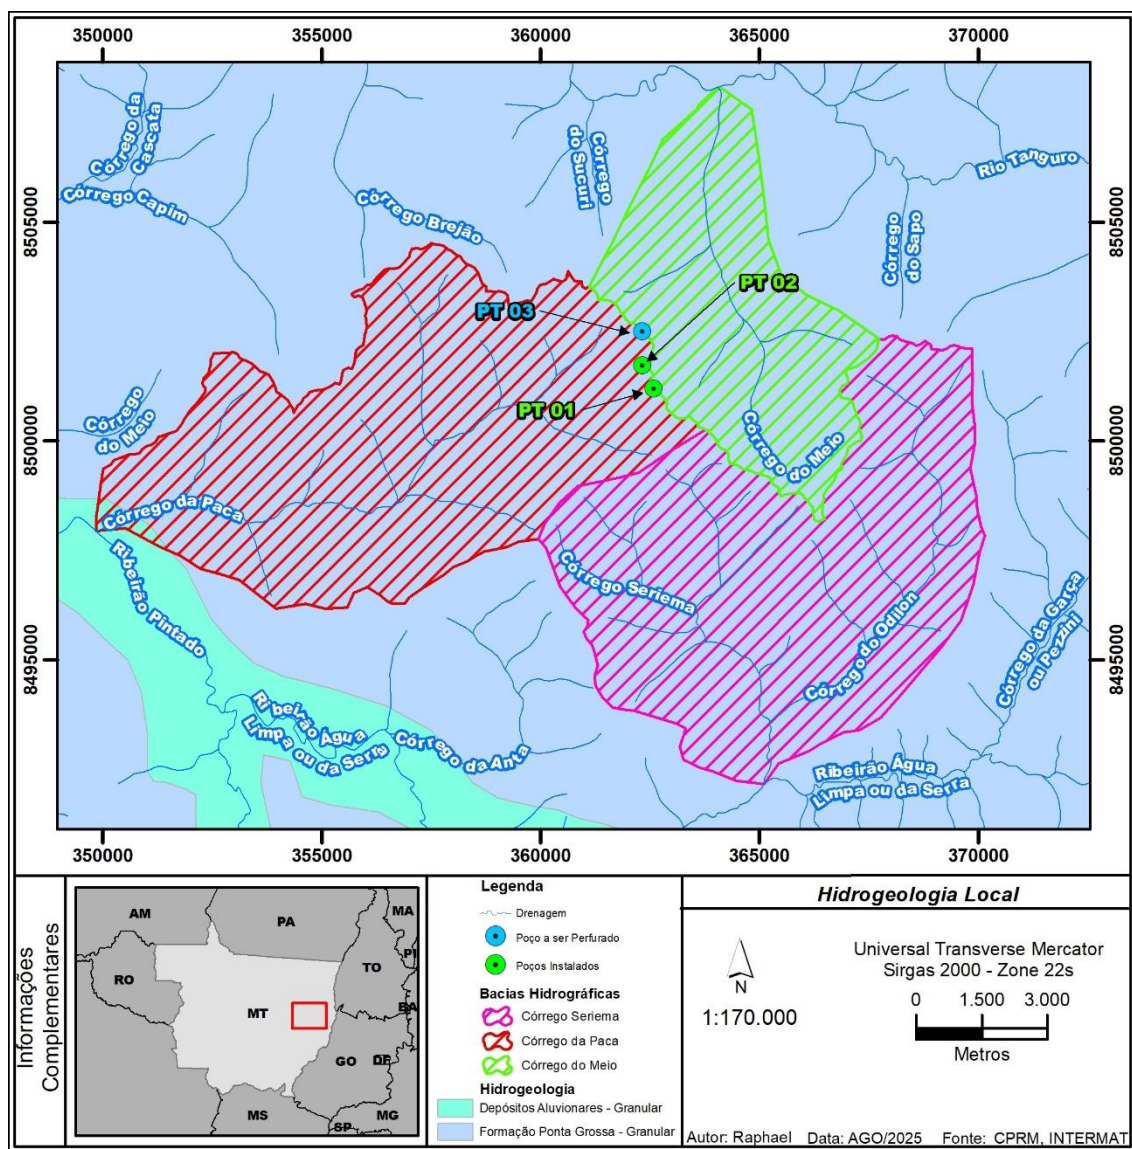 350000 355000 360000 365000 370000
8505000
8500000
8495000
8505000
8500000
8495000
Córrego da
Cascata
Córrego Capim
Córrego Brejão
Córrego
do Sucuri
Rio Tanguro
Córrego
do Sapo
PT 02
PT 03
PT 01
Córrego
do Meio
Córrego do Meio
Córrego da Paca
Ribeirão Pintado
Córrego Seriema
Córrego do Odilon
Córrego da Garça
ou Pezzini
Ribeirão Água
Limpa ou da Serra
Córrego da Anta
Ribeirão Água
Limpa ou da Serra
350000 355000 360000 365000 370000
Informações
Complementares
AM
PA
MA
PI
RO
TO
BA
MT
GO
DF
MS
MG
SP
Legenda
Drenagem
Poço a ser Perfurado
Poços Instalados
Bacias Hidrográficas
Córrego Seriema
Córrego da Paca
Córrego do Meio
Hidrogeologia
Depósitos Aluvionares - Granular
Formação Ponta Grossa - Granular
Hidrogeologia Local
N
1:170.000
Universal Transverse Mercator
Sirgas 2000 - Zone 22s
0 1.500 3.000
Metros
Autor: Raphael Data: AGO/2025 Fonte: CPRM, INTERMAT